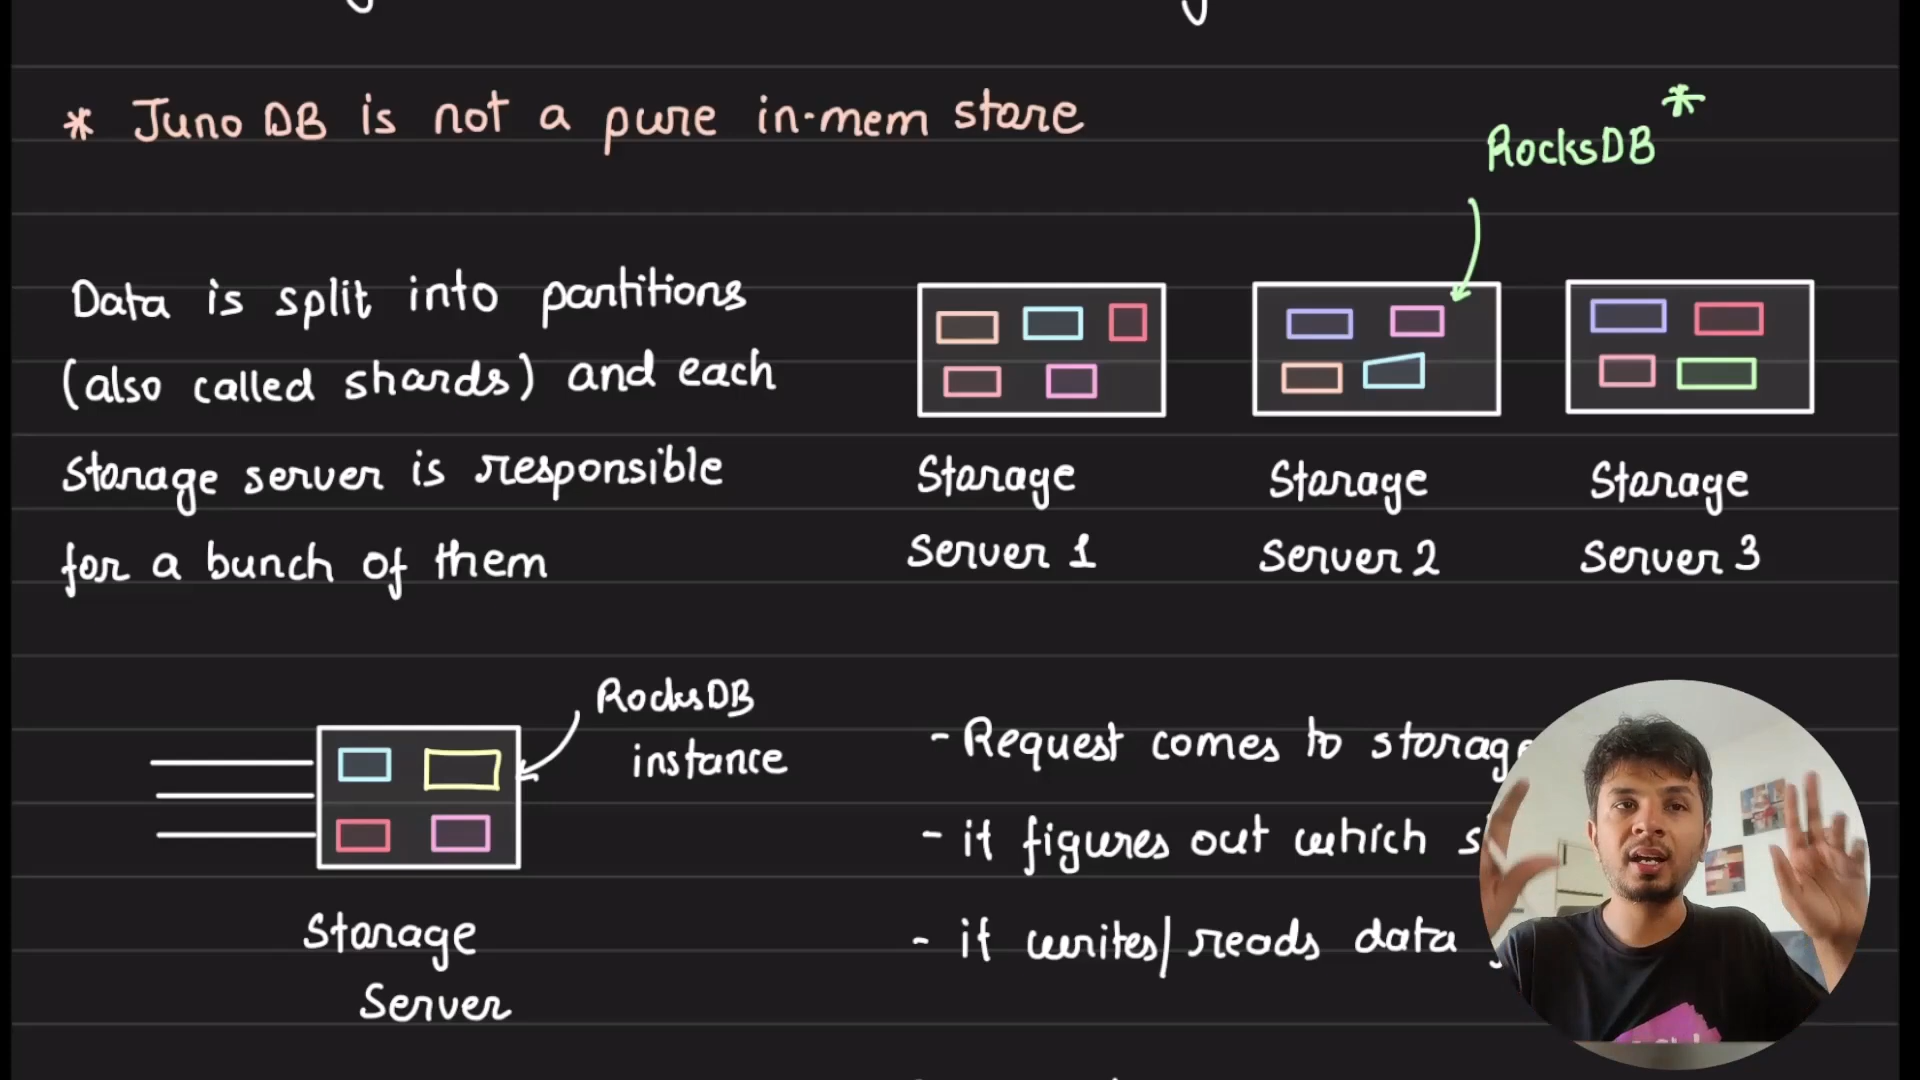 * Juno DB is not a pure in-mem store
RocksDB *
Data is split into partitions
(also called shards) and each
Storage server is responsible
for a bunch of them
Storage
Server 1
Storage
Server 2
Storage
Server 3
RocksDB
instance
Storage
Server
- Request comes to storage
- it figures out which
- it writes/reads data